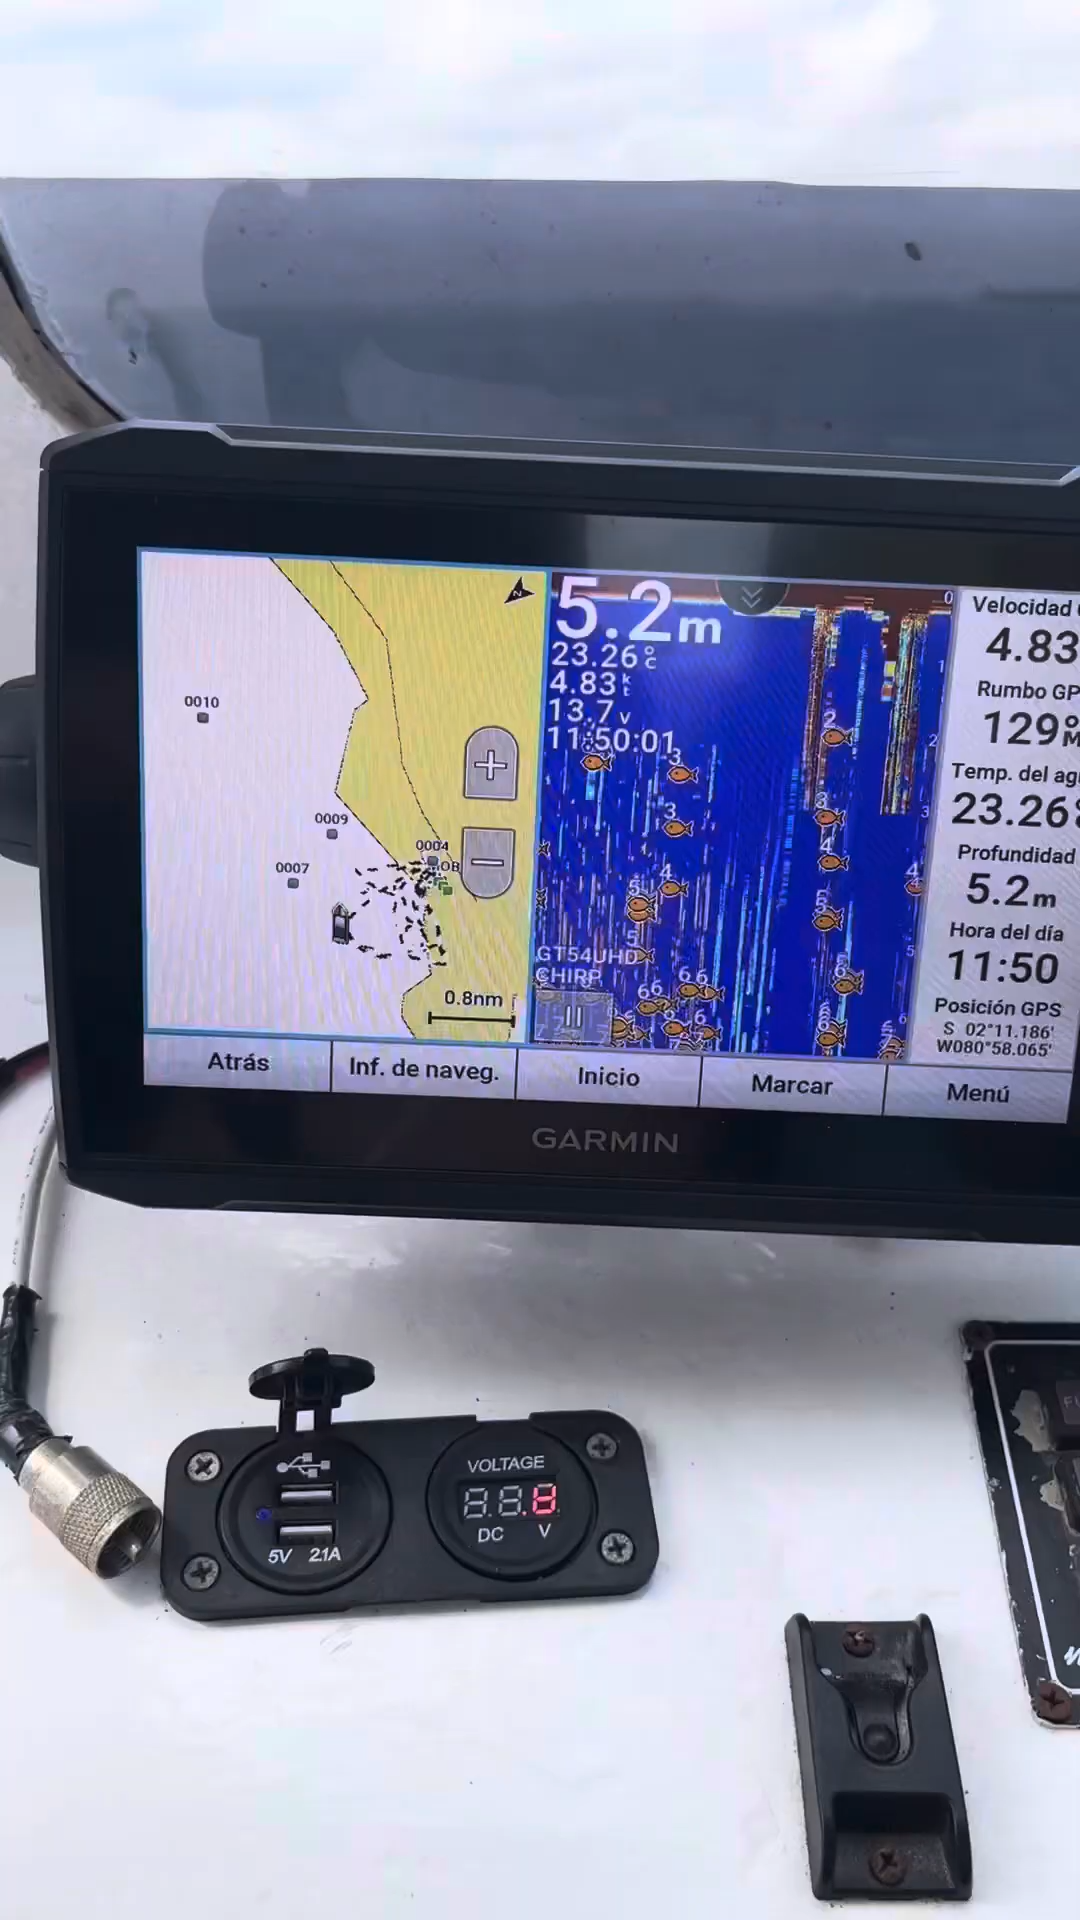 0010
0009
0007
0004
0.8nm
5.2m
23.26°C
4.83kt
13.7v
11:50:01
GT54UHD
CHIRP
Velocidad
4.83
Rumbo GP
129°M
Temp. del ag
23.26
Profundidad
5.2m
Hora del día
11:50
Posición GPS
S 02°11.186'
W080°58.065'
Atrás
Inf. de naveg.
Inicio
Marcar
Menú
GARMIN
VOLTAGE
DC V
5V 2.1A